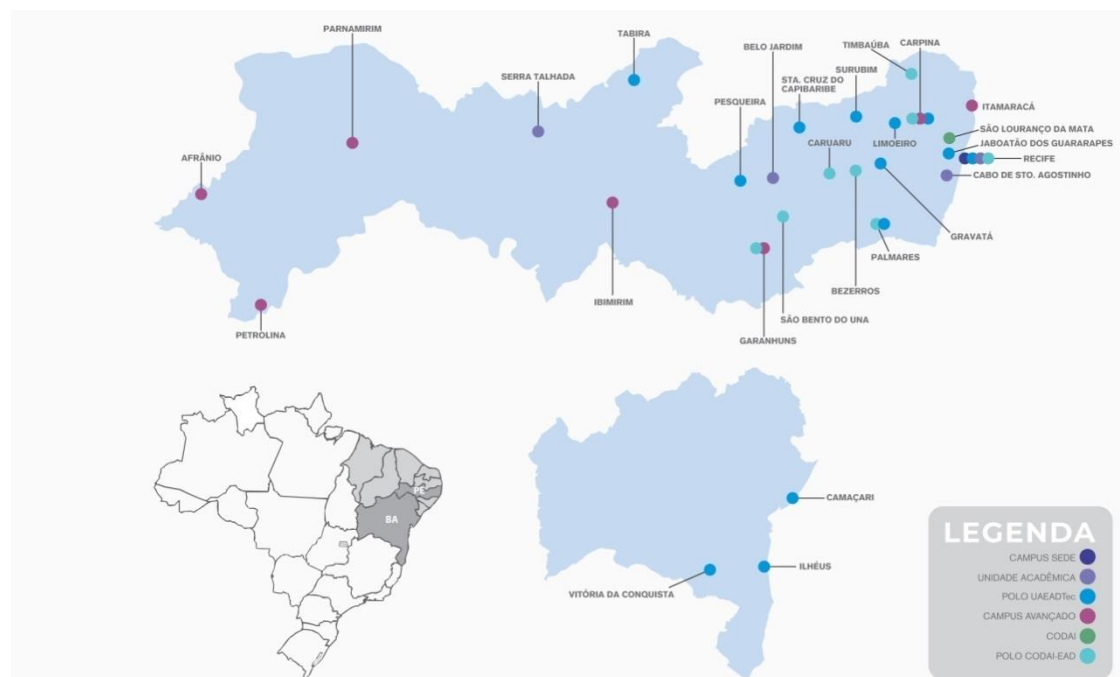 PARNAMIRIM
TABIRA
SERRA TALHADA
BELO JARDIM
TIMBAÚBA
CARPINA
STA. CRUZ DO
CAPIBARIBE
SURUBIM
PESQUEIRA
ITAMARACÁ
SÃO LOURANÇO DA MATA
JABOATÃO DOS GUARARAPES
RECIFE
CABO DE STO. AGOSTINHO
LIMOEIRO
CARUARU
AFRÂNIO
GRAVATÁ
PALMARES
BEZERROS
IBIMIRIM
SÃO BENTO DO UNA
GARANHUNS
PETROLINA
PE
BA
CAMAÇARI
ILHÉUS
VITÓRIA DA CONQUISTA
LEGENDA
CAMPUS SEDE
UNIDADE ACADÊMICA
POLO UAEADTec
CAMPUS AVANÇADO
CODAI
POLO CODAI-EAD